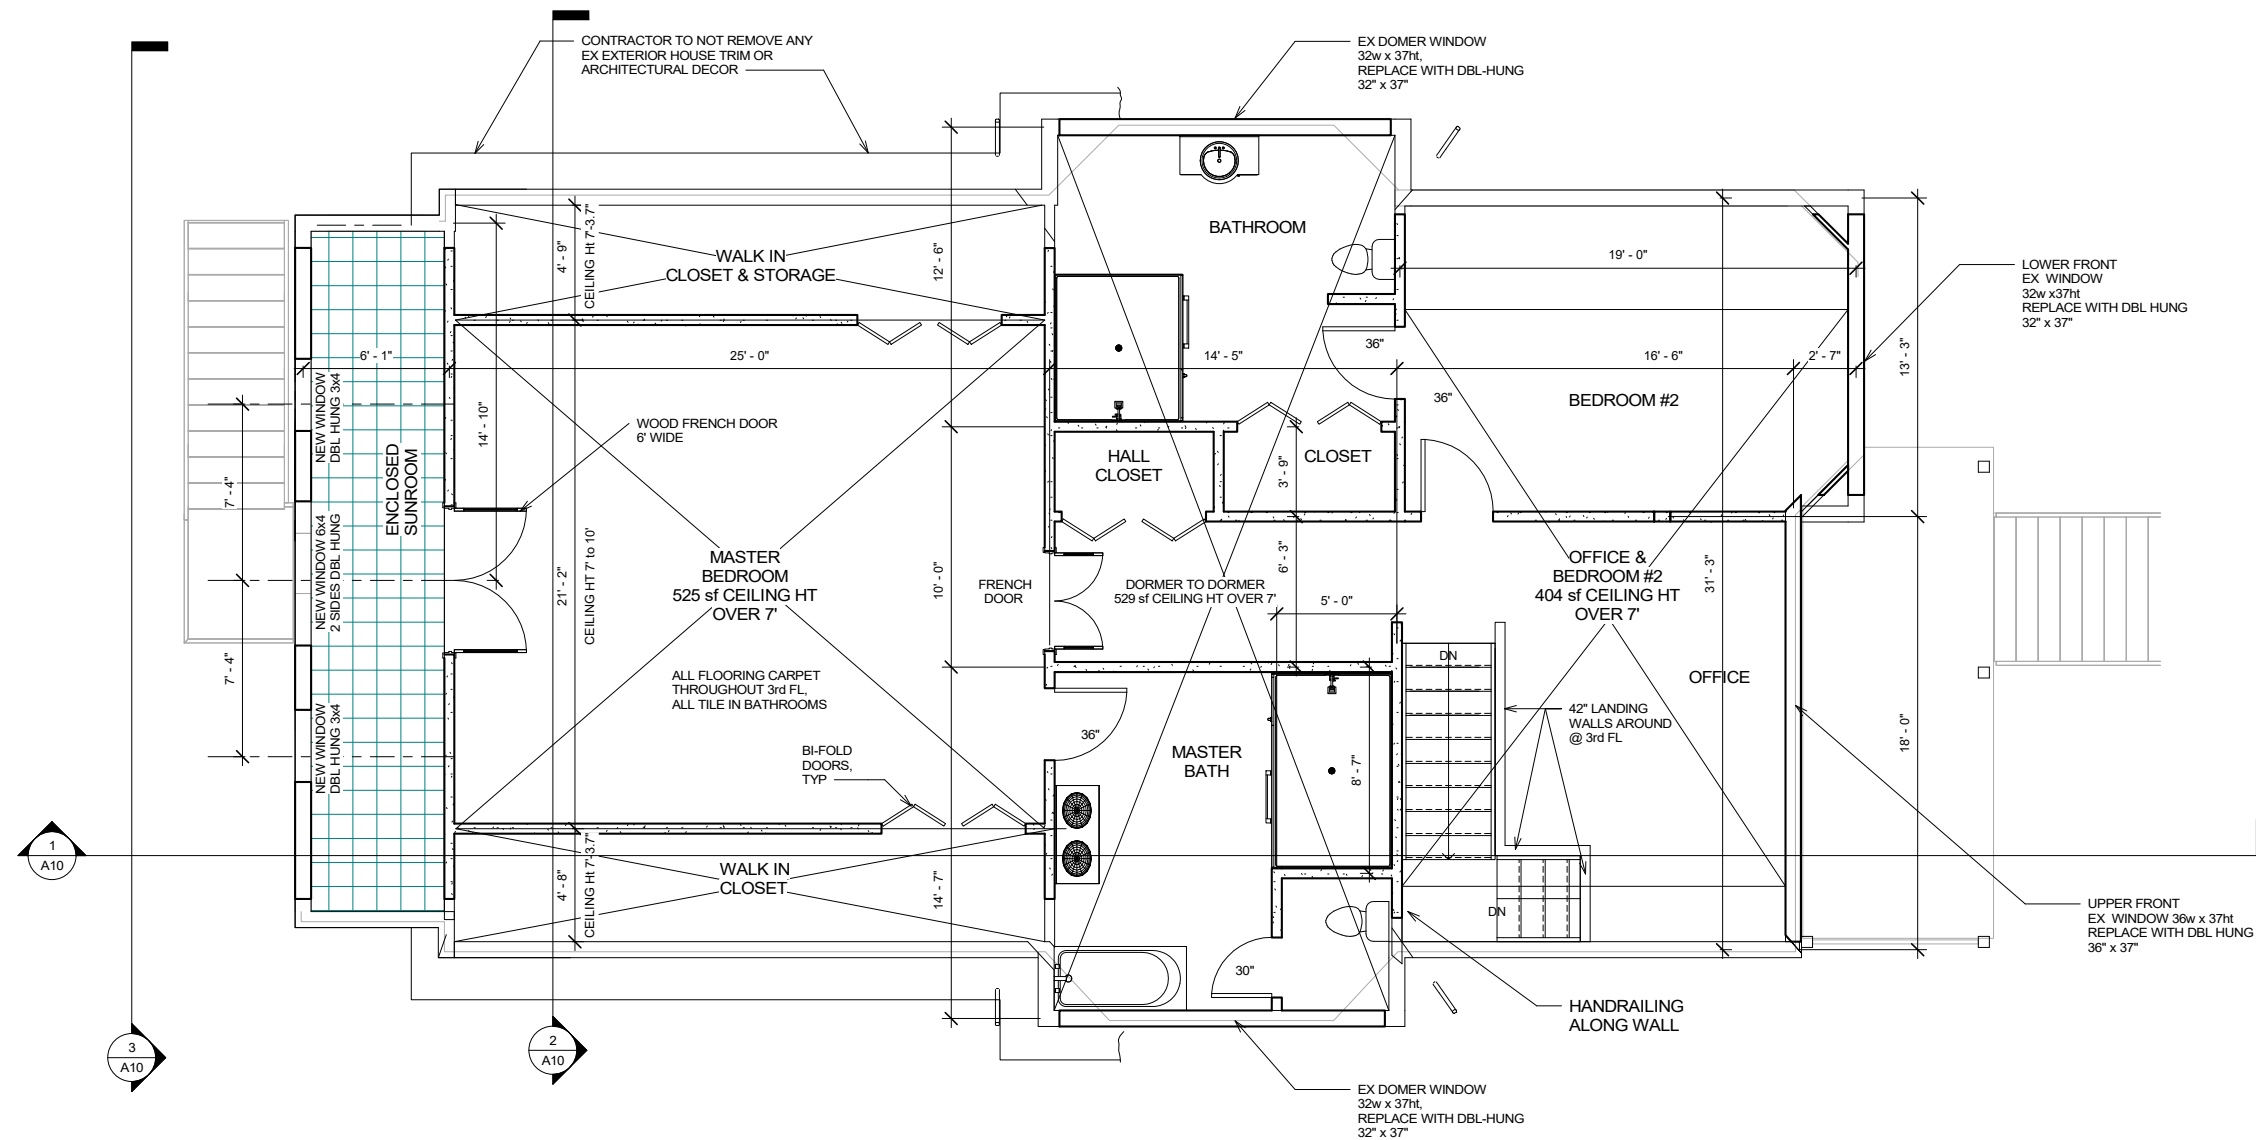 CONTRACTOR TO NOT REMOVE ANY
EX EXTERIOR HOUSE TRIM OR
ARCHITECTURAL DECOR
EX DOMER WINDOW
32w x 37ht,
REPLACE WITH DBL-HUNG
32" x 37"
BATHROOM
WALK IN
CLOSET & STORAGE
4' - 9"
CEILING Ht 7'-3.7"
12' - 6"
19' - 0"
LOWER FRONT
EX WINDOW
32w x37ht
REPLACE WITH DBL HUNG
32" x 37"
6' - 1"
25' - 0"
14' - 5"
36"
16' - 6"
2' - 7"
13' - 3"
NEW WINDOW
DBL HUNG 3x4
14' - 10"
WOOD FRENCH DOOR
6' WIDE
36"
BEDROOM #2
ENCLOSED
SUNROOM
HALL
CLOSET
CLOSET
3' - 9"
7' - 4"
NEW WINDOW 6x4
2 SIDES DBL HUNG
21' - 2"
CEILING HT 7' to 10'
MASTER
BEDROOM
525 sf CEILING HT
OVER 7'
10' - 0"
FRENCH
DOOR
6' - 3"
DORMER TO DORMER
529 sf CEILING HT OVER 7'
5' - 0"
OFFICE &
BEDROOM #2
404 sf CEILING HT
OVER 7'
31' - 3"
7' - 4"
DN
ALL FLOORING CARPET
THROUGHOUT 3rd FL,
ALL TILE IN BATHROOMS
OFFICE
NEW WINDOW
DBL HUNG 3x4
36"
42" LANDING
WALLS AROUND
@ 3rd FL
18' - 0"
BI-FOLD
DOORS,
TYP
MASTER
BATH
8' - 7"
1
A10
WALK IN
CLOSET
4' - 8"
CEILING Ht 7'-3.7"
14' - 7"
DN
UPPER FRONT
EX WINDOW 36w x 37ht
REPLACE WITH DBL HUNG
36" x 37"
30"
HANDRAILING
ALONG WALL
3
A10
2
A10
EX DOMER WINDOW
32w x 37ht,
REPLACE WITH DBL-HUNG
32" x 37"